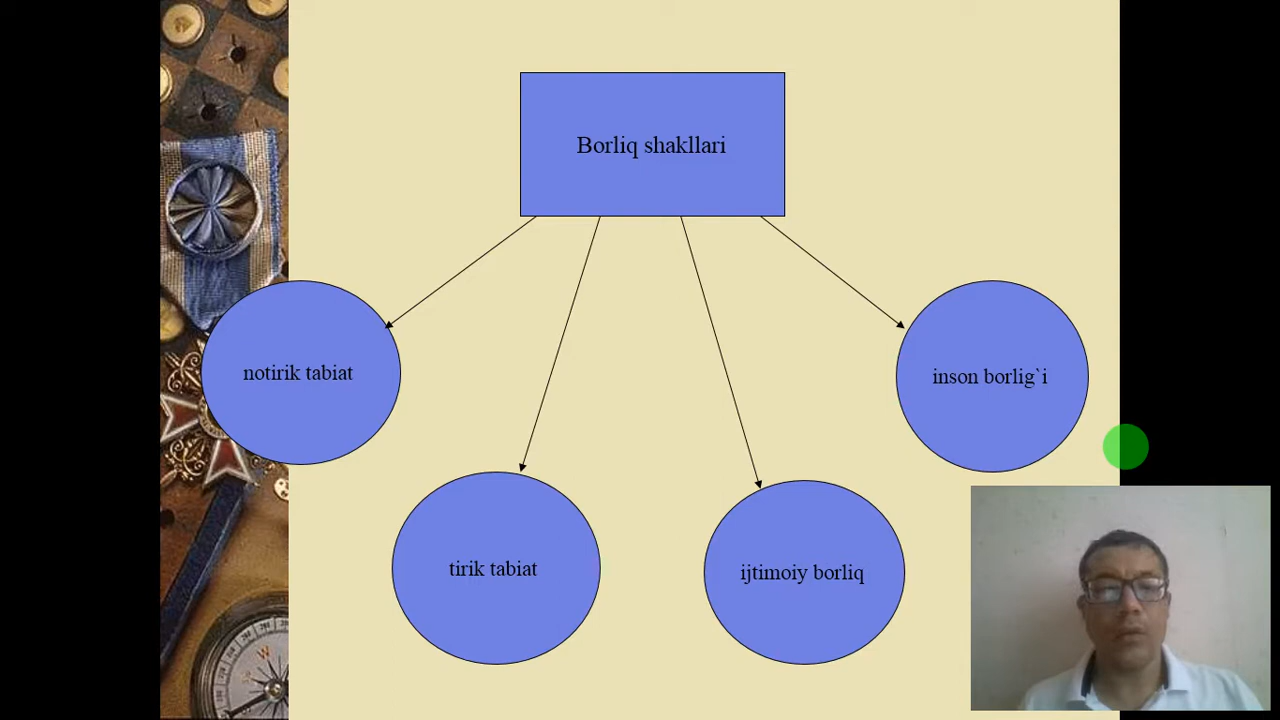 Borliq shakllari
notirik tabiat
inson borlig`i
tirik tabiat
ijtimoiy borliq
W